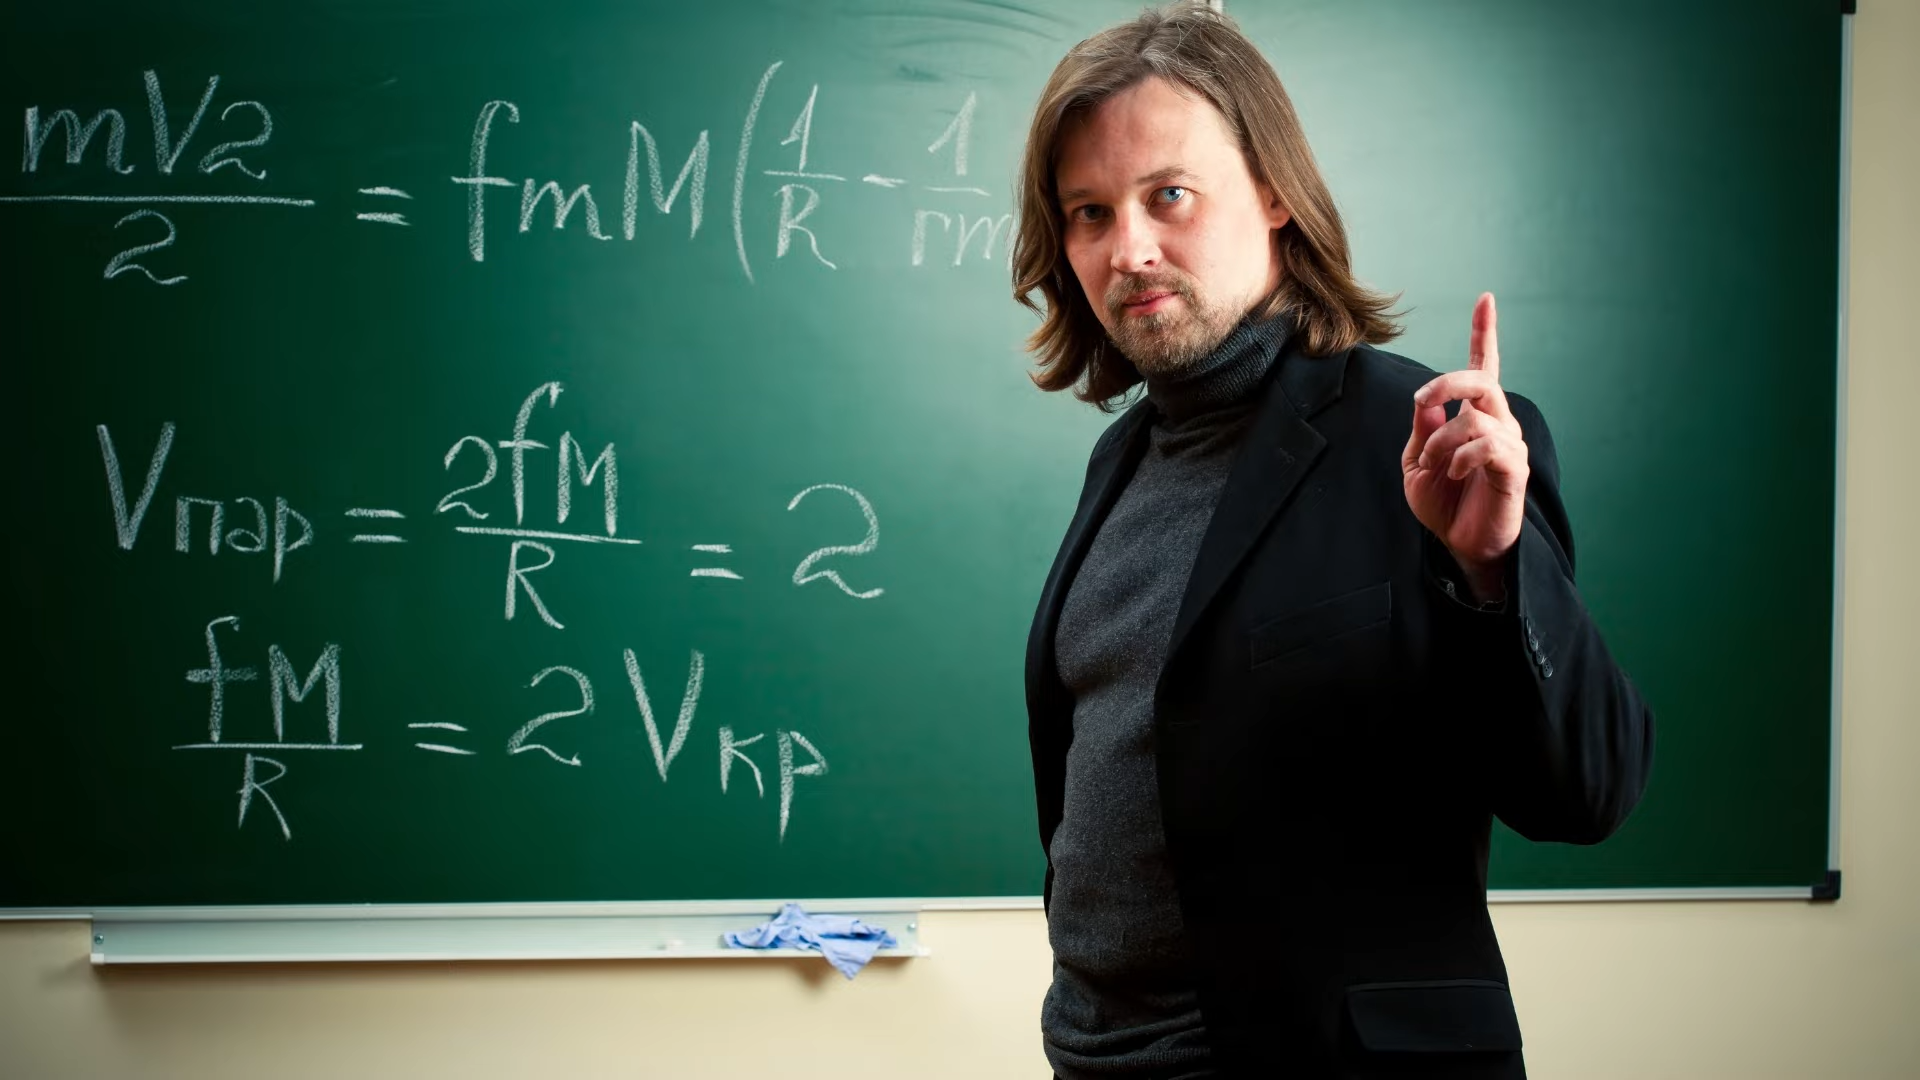 mV2/2 = fmM(1/R - 1/rm
Vпар = 2fM/R = 2
fM/R = 2Vкр